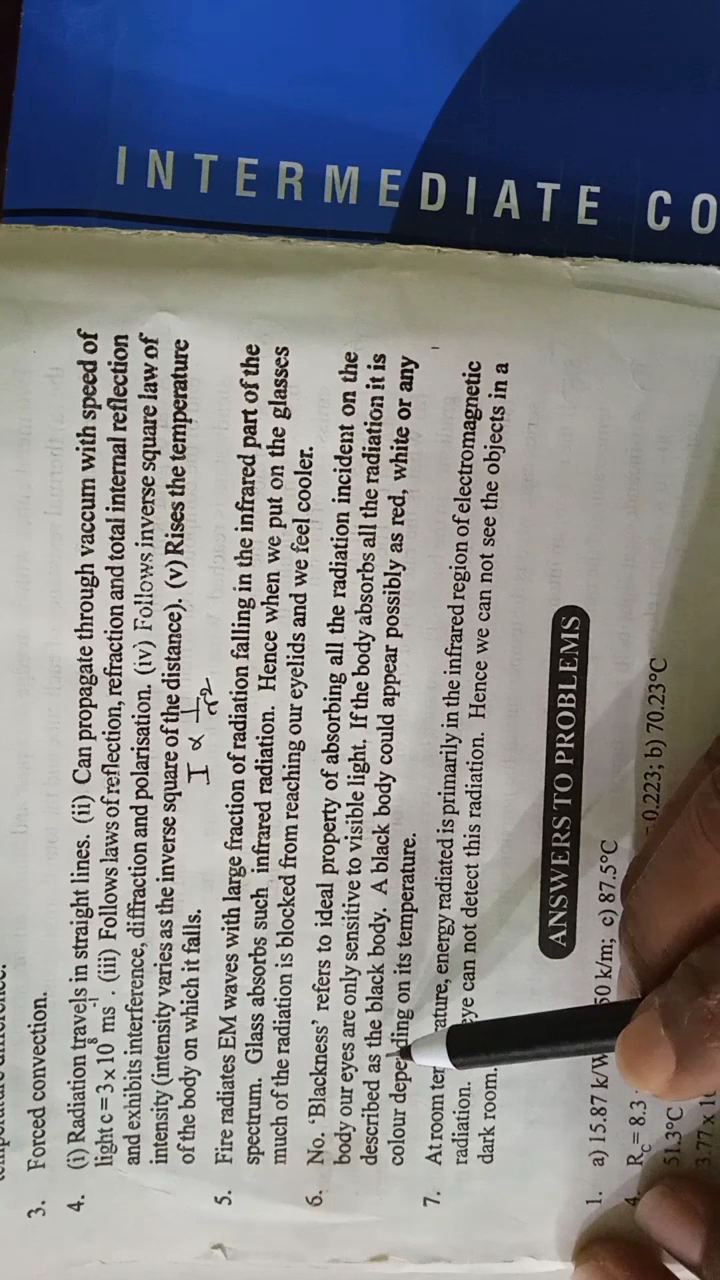 INTERMEDIATE CO
3. Forced convection.
4. (i) Radiation travels in straight lines. (ii) Can propagate through vaccum with speed of
light c = 3 x 10⁸ ms⁻¹. (iii) Follows laws of reflection, refraction and total internal reflection
and exhibits interference, diffraction and polarisation. (iv) Follows inverse square law of
intensity (intensity varies as the inverse square of the distance). (v) Rises the temperature
of the body on which it falls.
I ∝ 1/r²
5. Fire radiates EM waves with large fraction of radiation falling in the infrared part of the
spectrum. Glass absorbs such infrared radiation. Hence when we put on the glasses
much of the radiation is blocked from reaching our eyelids and we feel cooler.
6. No. 'Blackness' refers to ideal property of absorbing all the radiation incident on the
body our eyes are only sensitive to visible light. If the body absorbs all the radiation it is
described as the black body. A black body could appear possibly as red, white or any
colour depending on its temperature.
7. At room ter rature, energy radiated is primarily in the infrared region of electromagnetic
radiation. eye can not detect this radiation. Hence we can not see the objects in a
dark room.
ANSWERS TO PROBLEMS
1. a) 15.87 k/W 50 k/m; c) 87.5°C
4. R_C = 8.3 0.223; b) 70.23°C
51.3°C
3.77 x 1